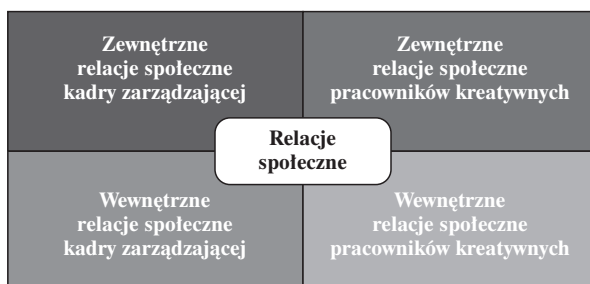 Zewnętrzne
relacje społeczne
kadry zarządzającej
Zewnętrzne
relacje społeczne
pracowników kreatywnych
Relacje
społeczne
Wewnętrzne
relacje społeczne
kadry zarządzającej
Wewnętrzne
relacje społeczne
pracowników kreatywnych